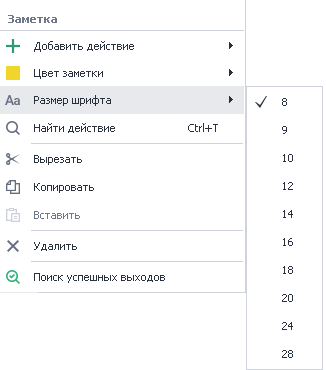 Заметка
Добавить действие
Цвет заметки
Aa Размер шрифта
Найти действие Ctrl+T
Вырезать
Копировать
Вставить
Удалить
Поиск успешных выходов
8
9
10
12
14
16
18
20
24
28